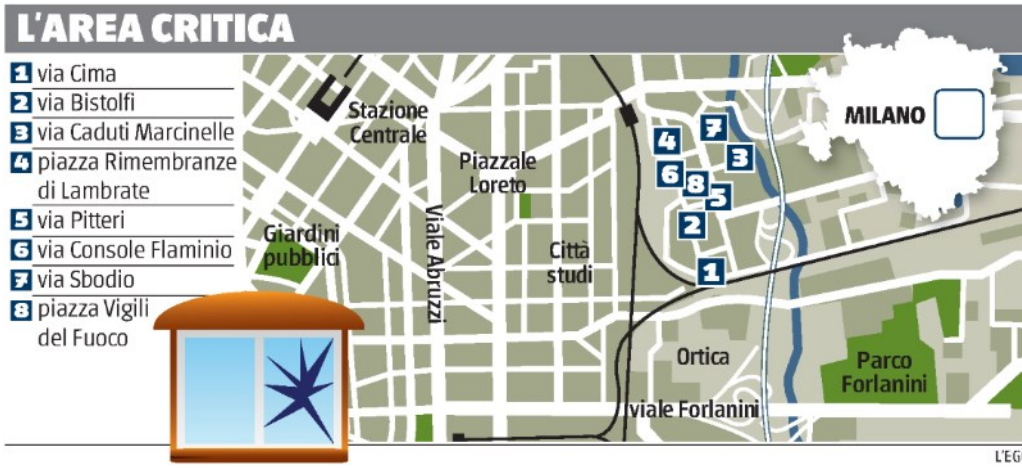 L'AREA CRITICA
1 via Cima
2 via Bistolfi
3 via Caduti Marcinelle
4 piazza Rimembranze
di Lambrate
5 via Pitteri
6 via Console Flaminio
7 via Sbodio
8 piazza Vigili
del Fuoco
Stazione
Centrale
Piazzale
Loreto
Giardini
pubblici
Viale Abruzzi
Città
studi
4
7
3
6
8
5
2
1
Ortica
viale Forlanini
Parco
Forlanini
MILANO